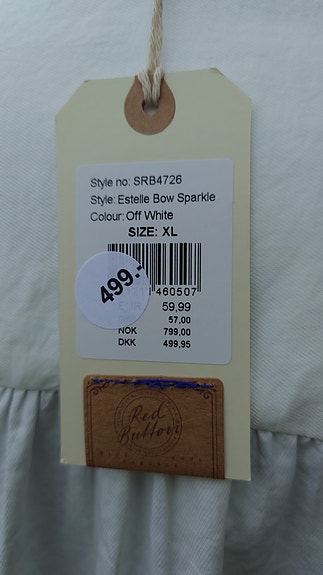 Style no: SRB4726
Style: Estelle Bow Sparkle
Colour: Off White
SIZE: XL
499.-
460507
59,99
57,00
NOK 799,00
DKK 499,95
Red
Button